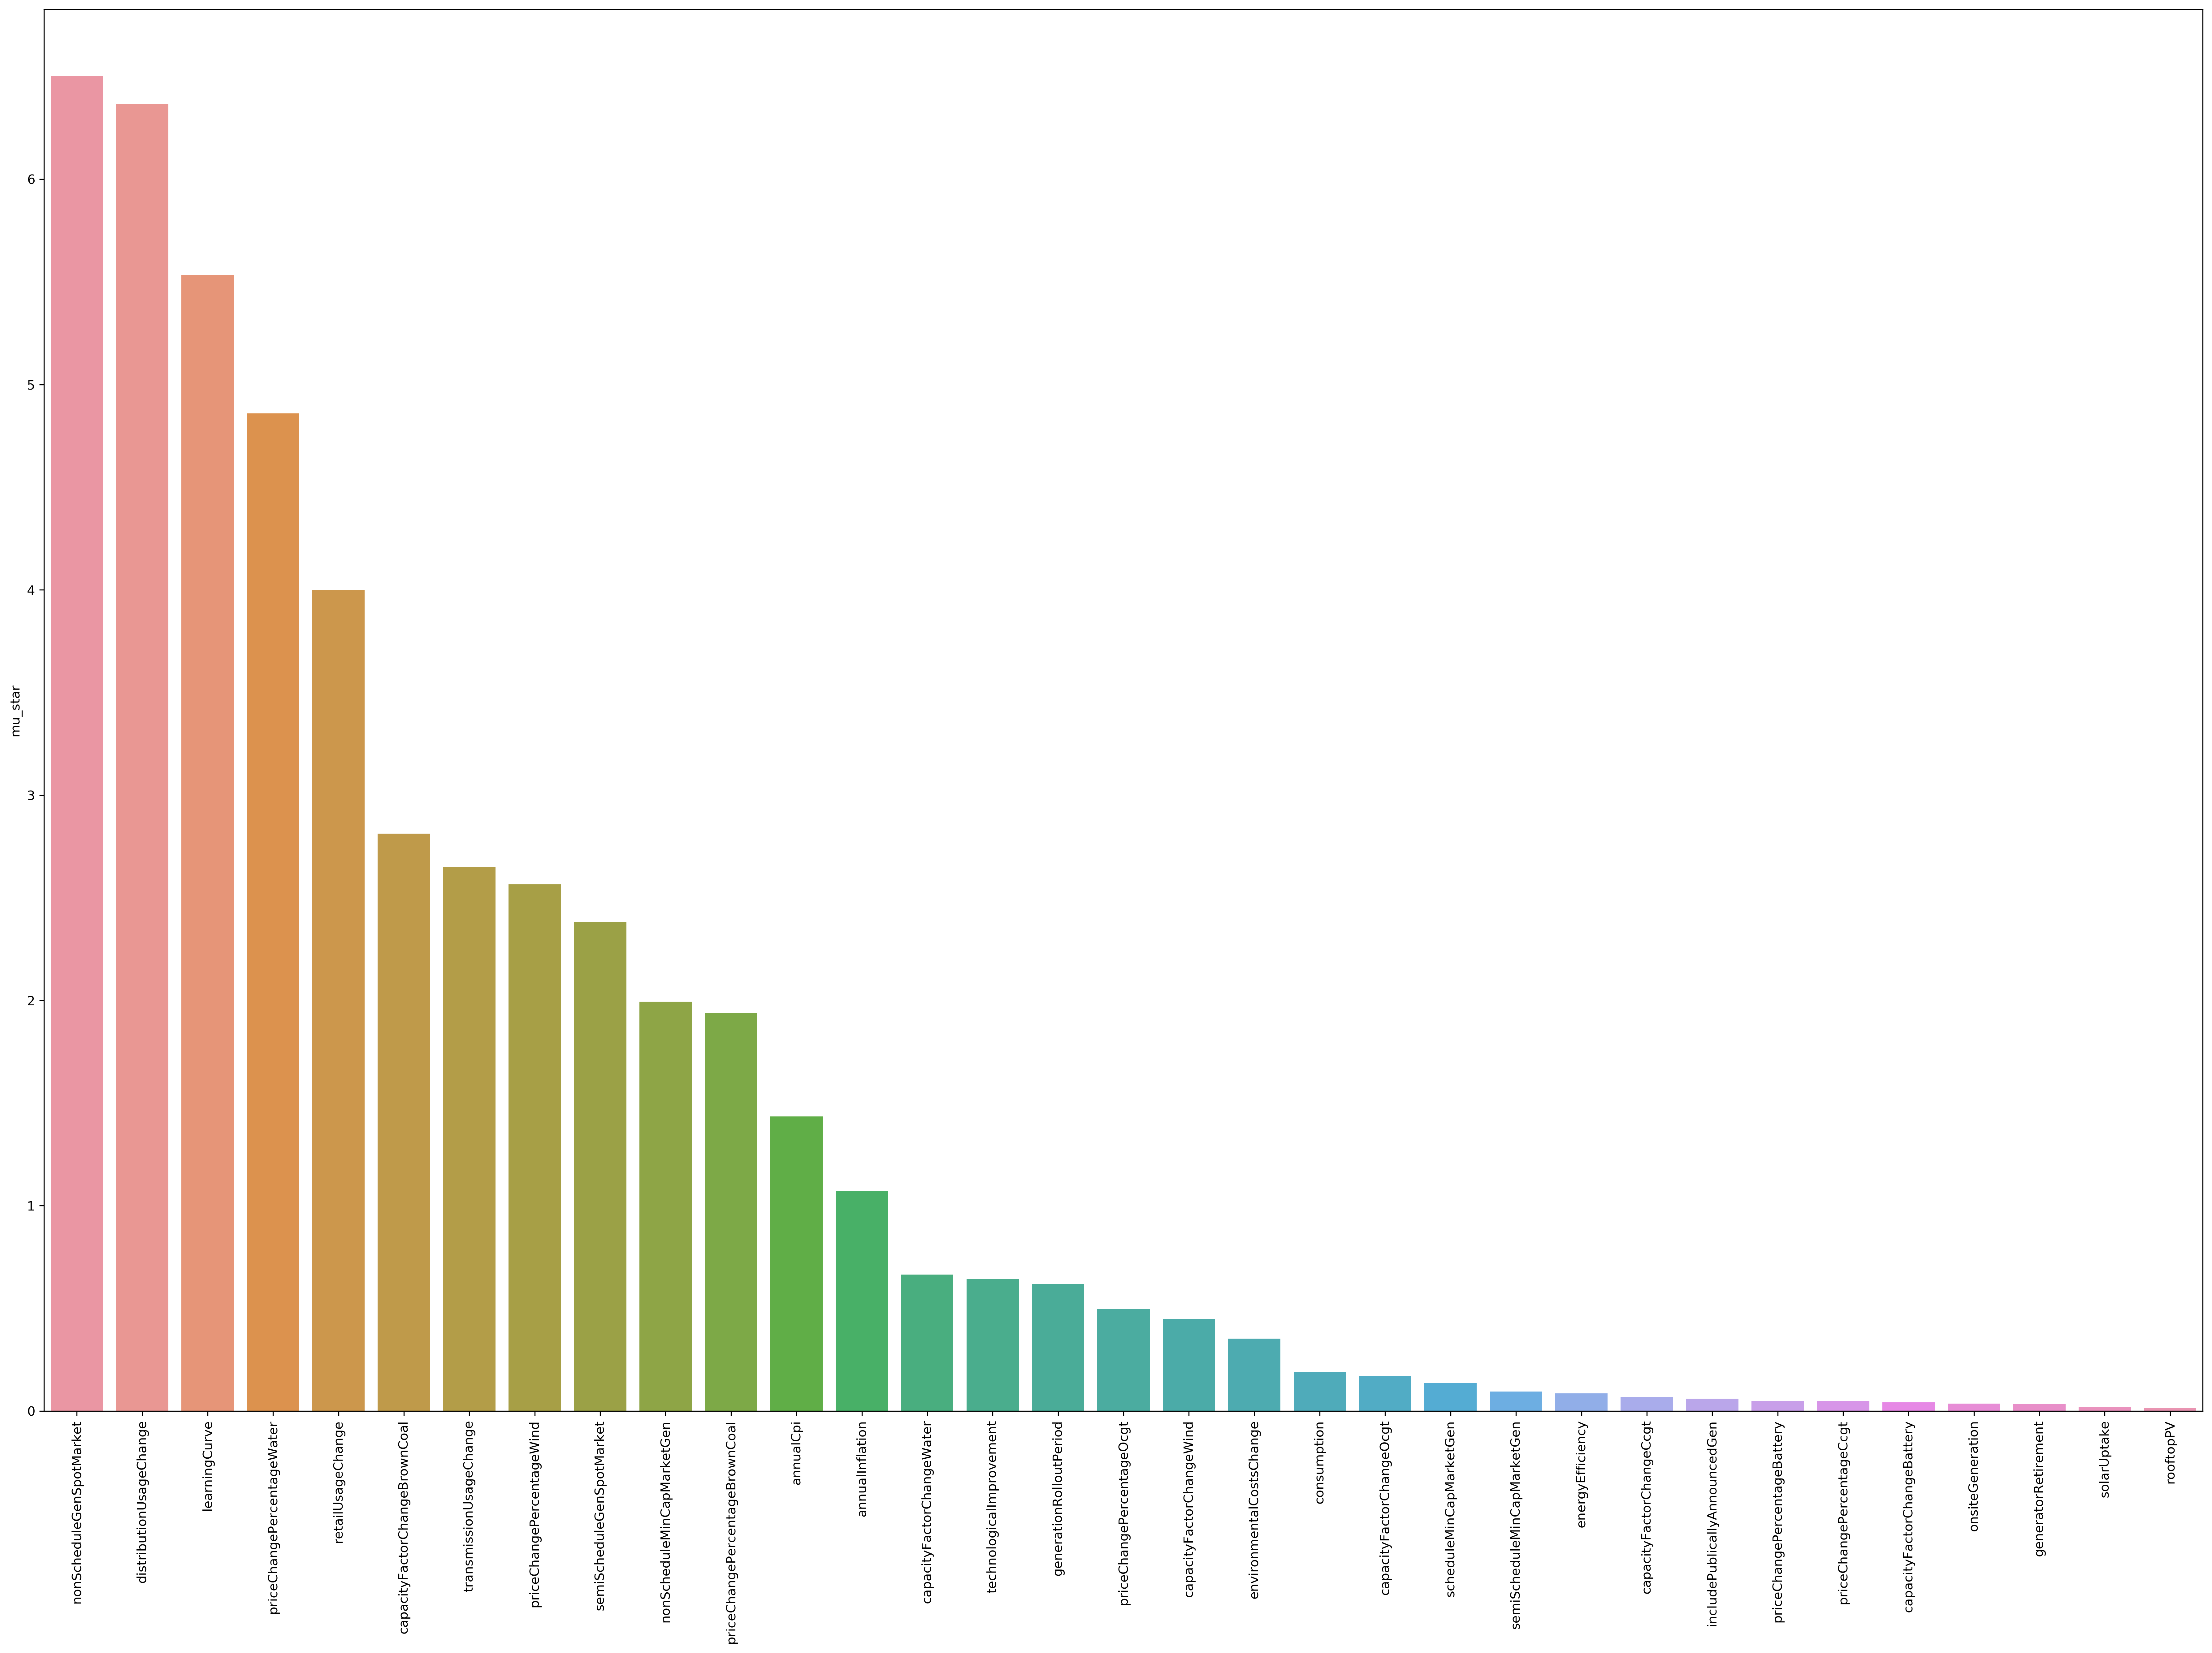 mu_star
6
5
4
3
2
1
0
nonScheduleGenSpotMarket
distributionUsageChange
learningCurve
priceChangePercentageWater
retailUsageChange
capacityFactorChangeBrownCoal
transmissionUsageChange
priceChangePercentageWind
semiScheduleGenSpotMarket
nonScheduleMinCapMarketGen
priceChangePercentageBrownCoal
annualCpi
annualInflation
capacityFactorChangeWater
technologicalImprovement
generationRolloutPeriod
priceChangePercentageOcgt
capacityFactorChangeWind
environmentalCostsChange
consumption
capacityFactorChangeOcgt
scheduleMinCapMarketGen
semiScheduleMinCapMarketGen
energyEfficiency
capacityFactorChangeCcgt
includePublicallyAnnouncedGen
priceChangePercentageBattery
priceChangePercentageCcgt
capacityFactorChangeBattery
onsiteGeneration
generatorRetirement
solarUptake
rooftopPV